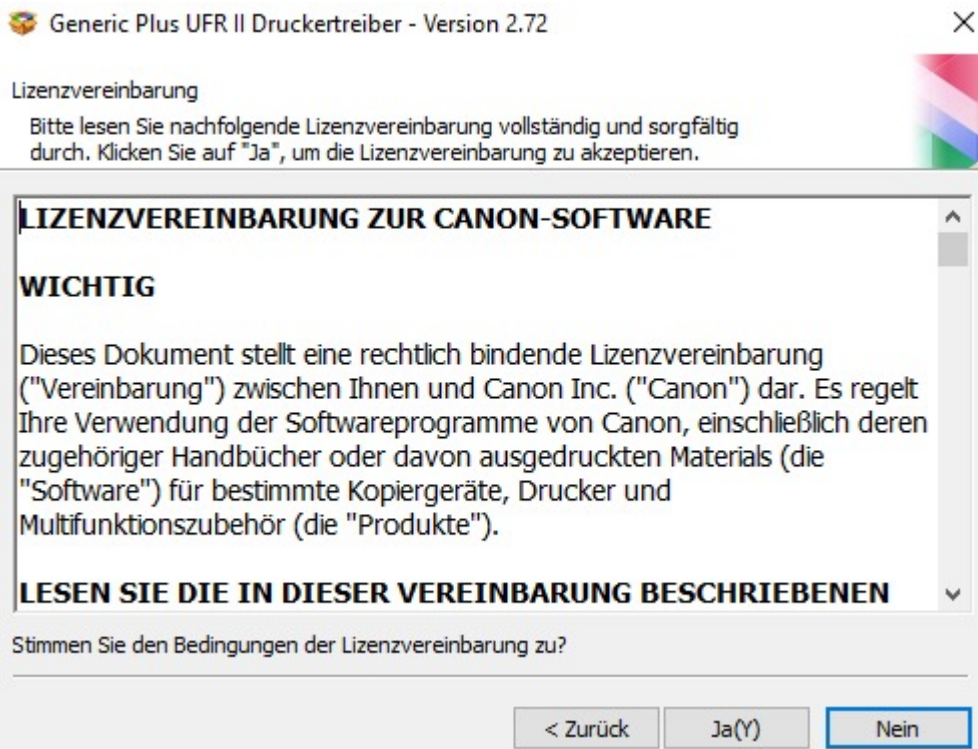 Generic Plus UFR II Druckertreiber - Version 2.72
Lizenzvereinbarung
Bitte lesen Sie nachfolgende Lizenzvereinbarung vollständig und sorgfältig
durch. Klicken Sie auf "Ja", um die Lizenzvereinbarung zu akzeptieren.
LIZENZVEREINBARUNG ZUR CANON-SOFTWARE
WICHTIG
Dieses Dokument stellt eine rechtlich bindende Lizenzvereinbarung
("Vereinbarung") zwischen Ihnen und Canon Inc. ("Canon") dar. Es regelt
Ihre Verwendung der Softwareprogramme von Canon, einschließlich deren
zugehöriger Handbücher oder davon ausgedruckten Materials (die
"Software") für bestimmte Kopiergeräte, Drucker und
Multifunktionszubehör (die "Produkte").
LESEN SIE DIE IN DIESER VEREINBARUNG BESCHRIEBENEN
Stimmen Sie den Bedingungen der Lizenzvereinbarung zu?
< Zurück Ja(Y) Nein